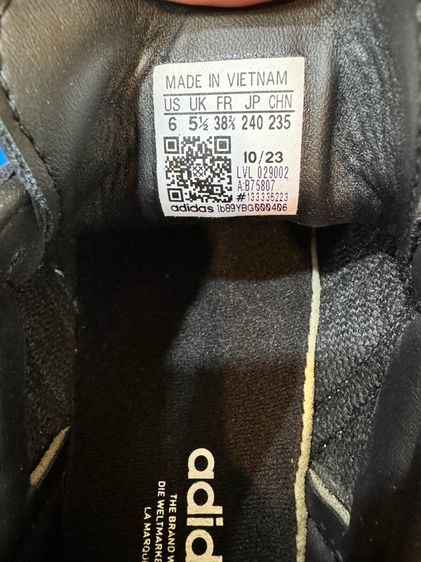 MADE IN VIETNAM
US UK FR JP CHN
6 5½ 38⅔ 240 235
10/23
LVL 029002
A:B75807
#133336223
adidas Ib89YBG000406
adid
THE BRAND W
DIE WELTMARKE
LA MARQU